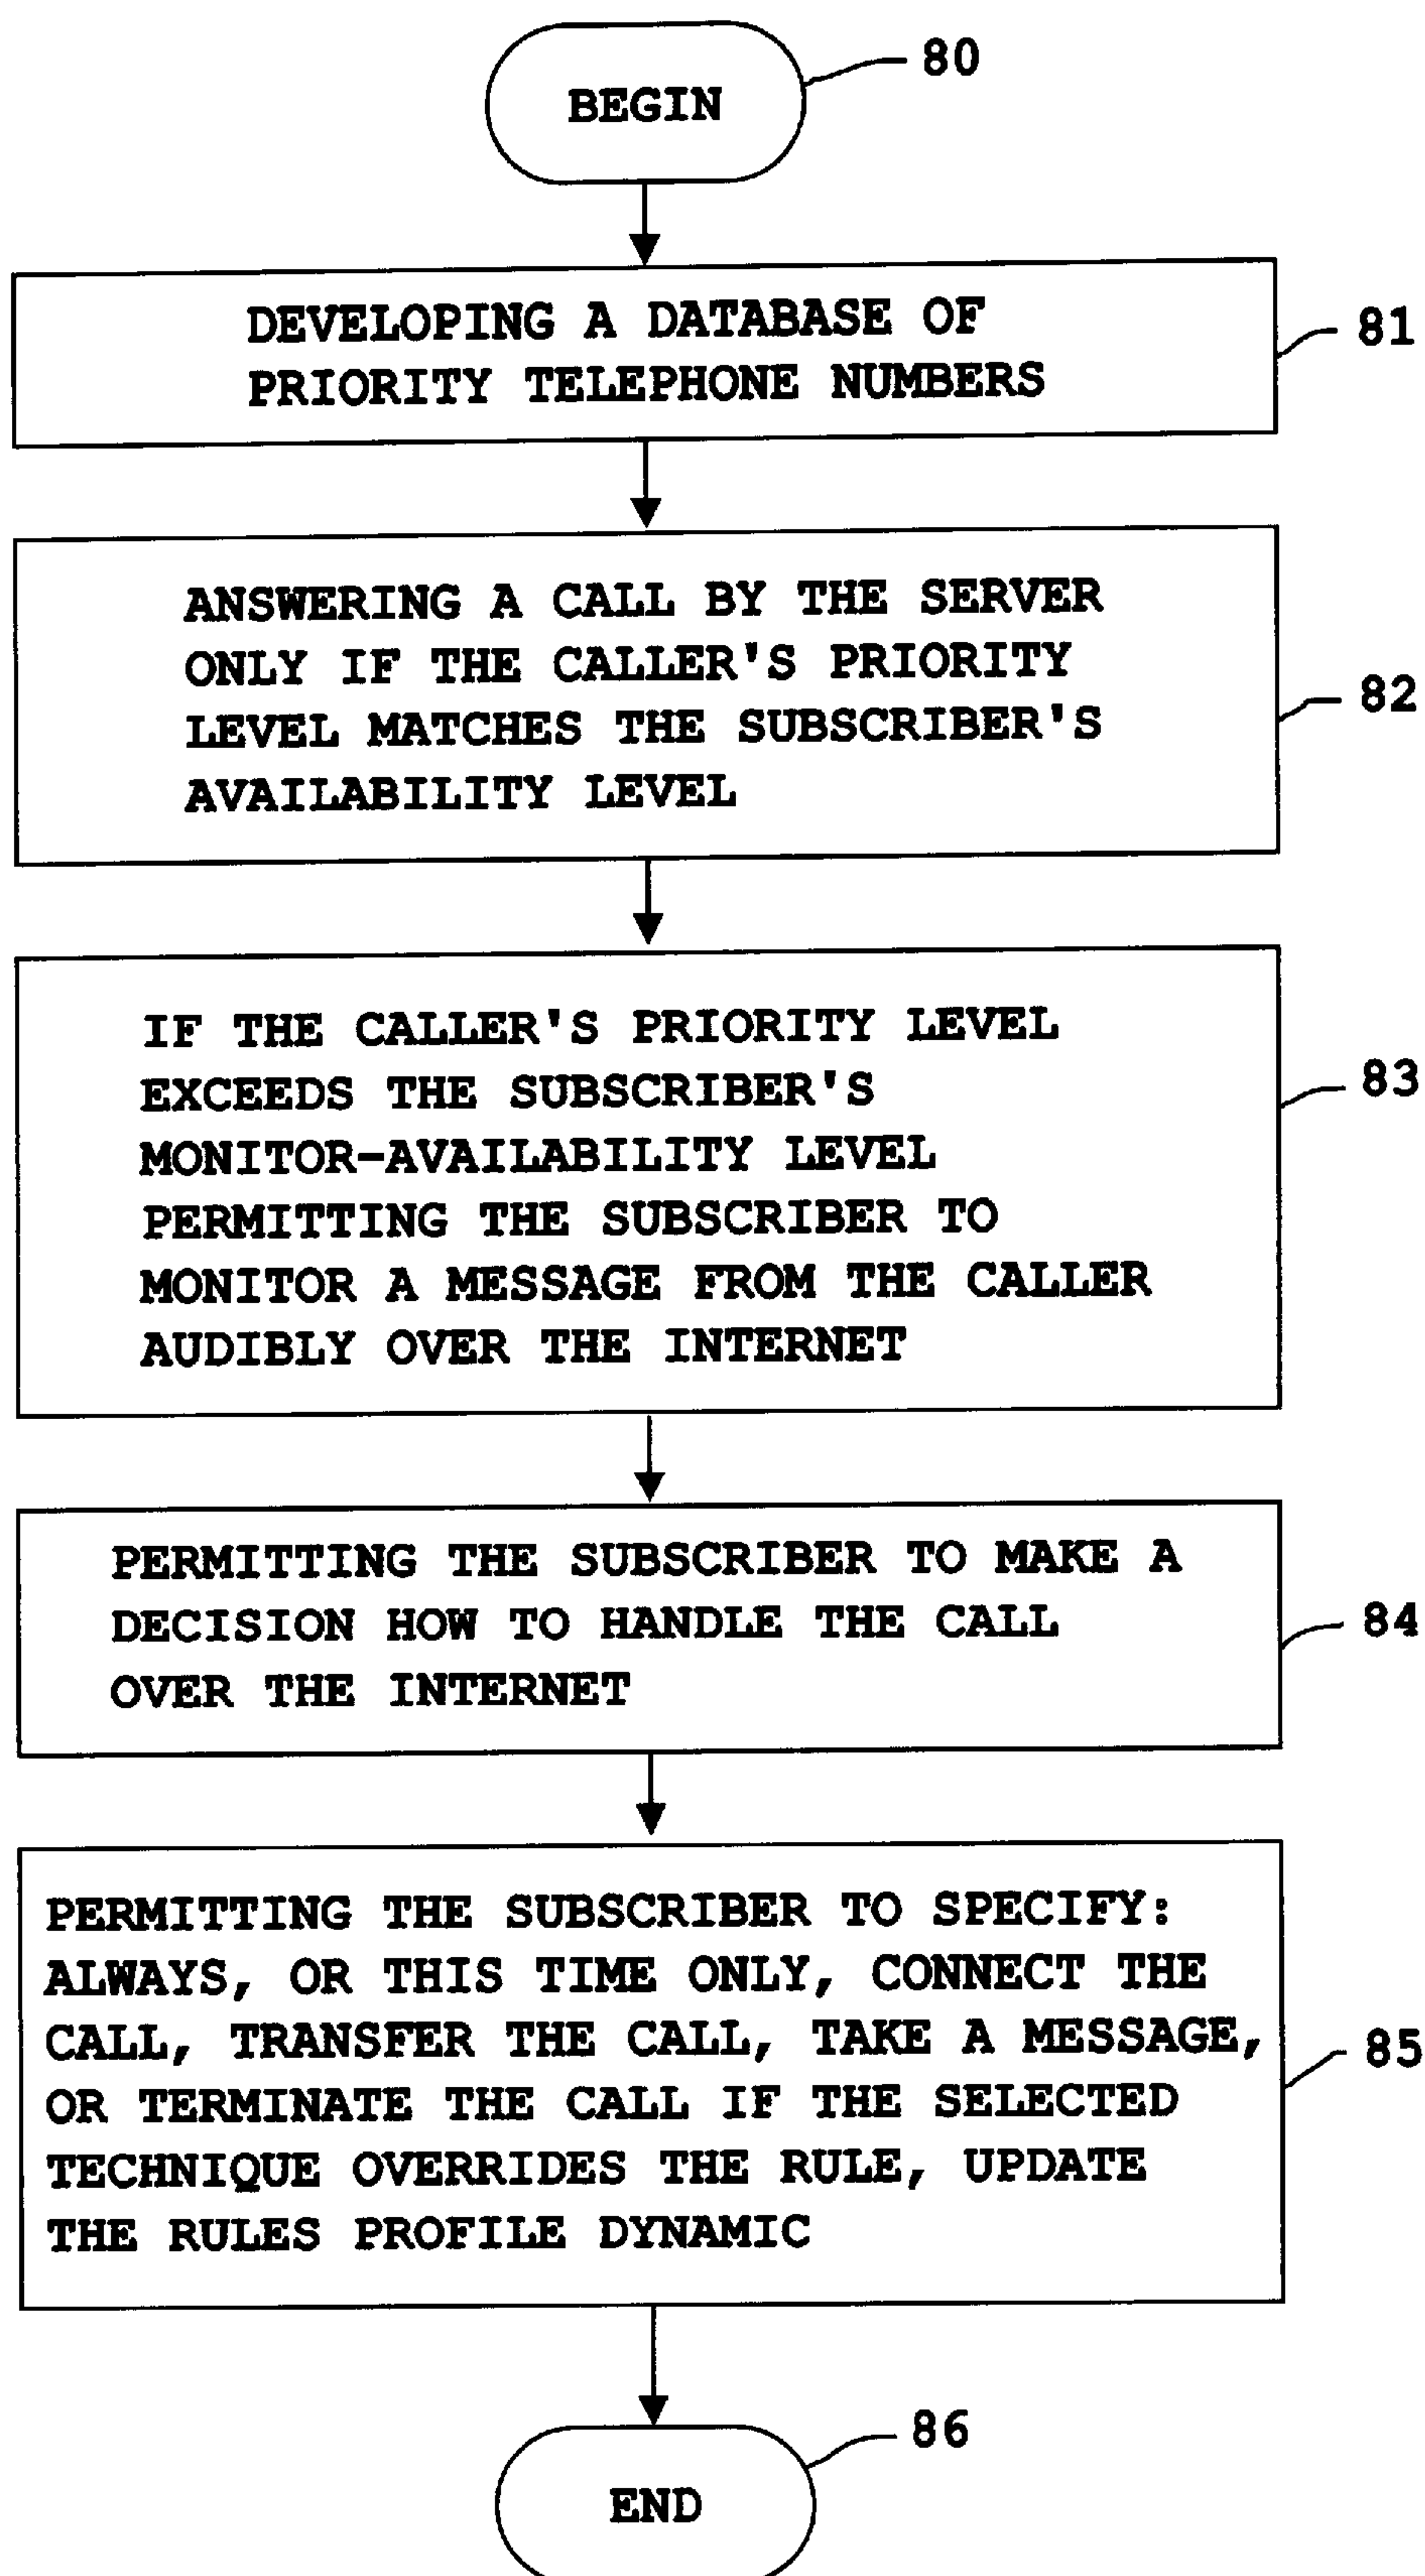 BEGIN
80
DEVELOPING A DATABASE OF
PRIORITY TELEPHONE NUMBERS
81
ANSWERING A CALL BY THE SERVER
ONLY IF THE CALLER'S PRIORITY
LEVEL MATCHES THE SUBSCRIBER'S
AVAILABILITY LEVEL
82
IF THE CALLER'S PRIORITY LEVEL
EXCEEDS THE SUBSCRIBER'S
MONITOR-AVAILABILITY LEVEL
PERMITTING THE SUBSCRIBER TO
MONITOR A MESSAGE FROM THE CALLER
AUDIBLY OVER THE INTERNET
83
PERMITTING THE SUBSCRIBER TO MAKE A
DECISION HOW TO HANDLE THE CALL
OVER THE INTERNET
84
PERMITTING THE SUBSCRIBER TO SPECIFY:
ALWAYS, OR THIS TIME ONLY, CONNECT THE
CALL, TRANSFER THE CALL, TAKE A MESSAGE,
OR TERMINATE THE CALL IF THE SELECTED
TECHNIQUE OVERRIDES THE RULE, UPDATE
THE RULES PROFILE DYNAMIC
85
86
END